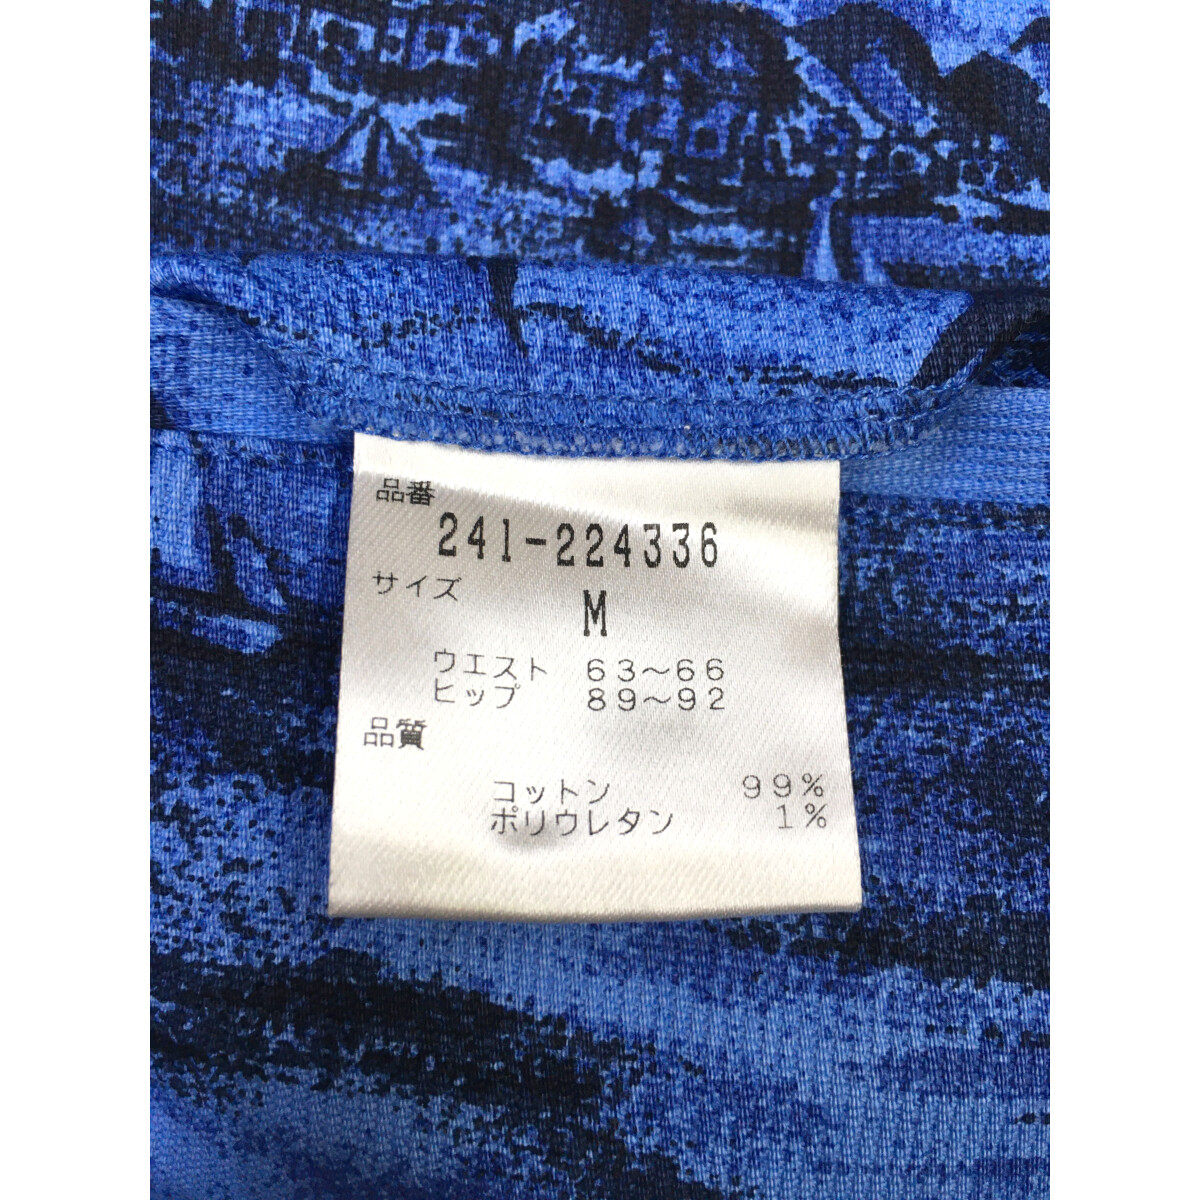 品番
241-224336
サイズ
M
ウエスト 63~66
ヒップ 89~92
品質
コットン 99%
ポリウレタン 1%